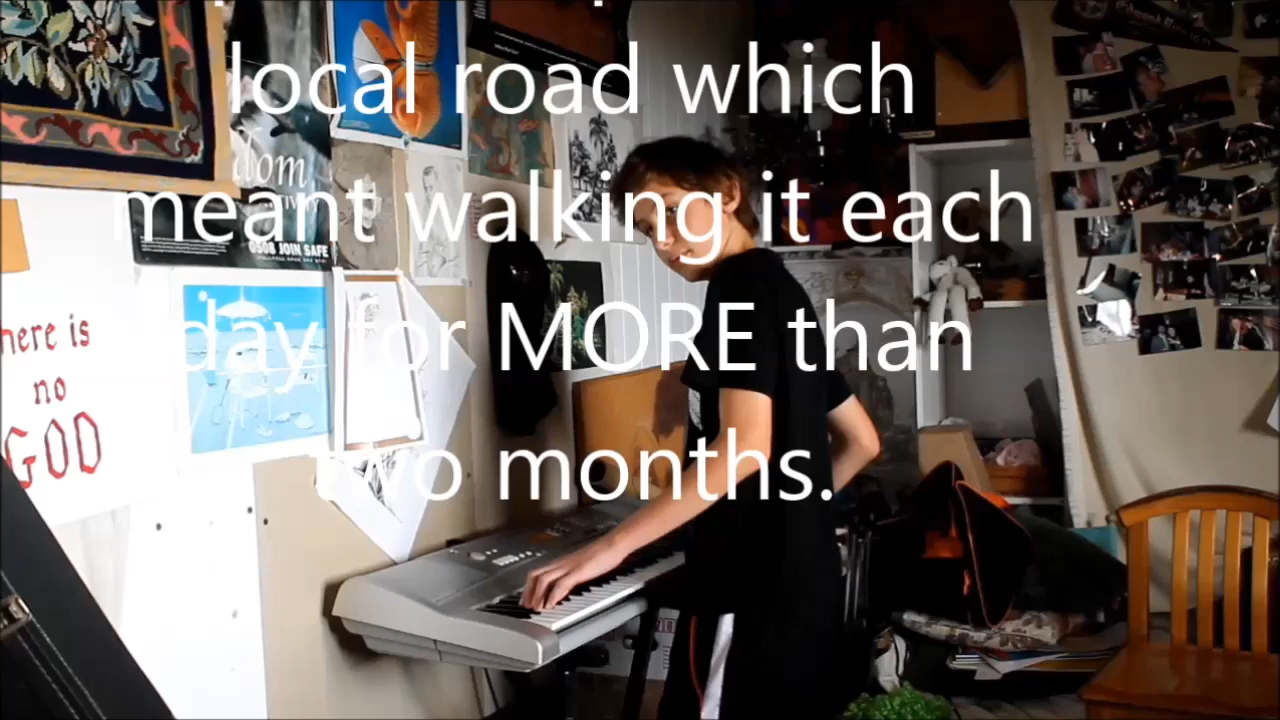 local road which
meant walking it each
day for MORE than
two months.
dom
0508 JOIN SAFE
here is
no
GOD